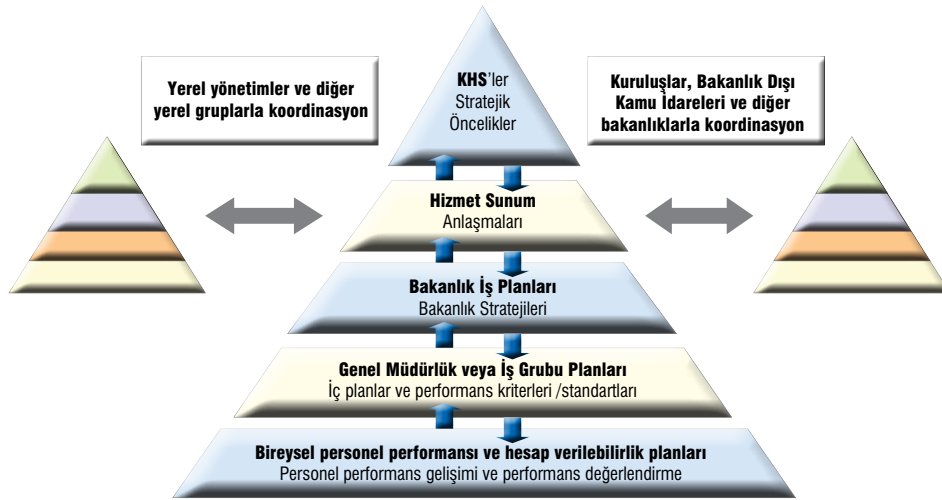 Yerel yönetimler ve diğer
yerel gruplarla koordinasyon
KHS'ler
Stratejik
Öncelikler
Kuruluşlar, Bakanlık Dışı
Kamu İdareleri ve diğer
bakanlıklarla koordinasyon
Hizmet Sunum
Anlaşmaları
Bakanlık İş Planları
Bakanlık Stratejileri
Genel Müdürlük veya İş Grubu Planları
İç planlar ve performans kriterleri /standartları
Bireysel personel performansı ve hesap verilebilirlik planları
Personel performans gelişimi ve performans değerlendirme